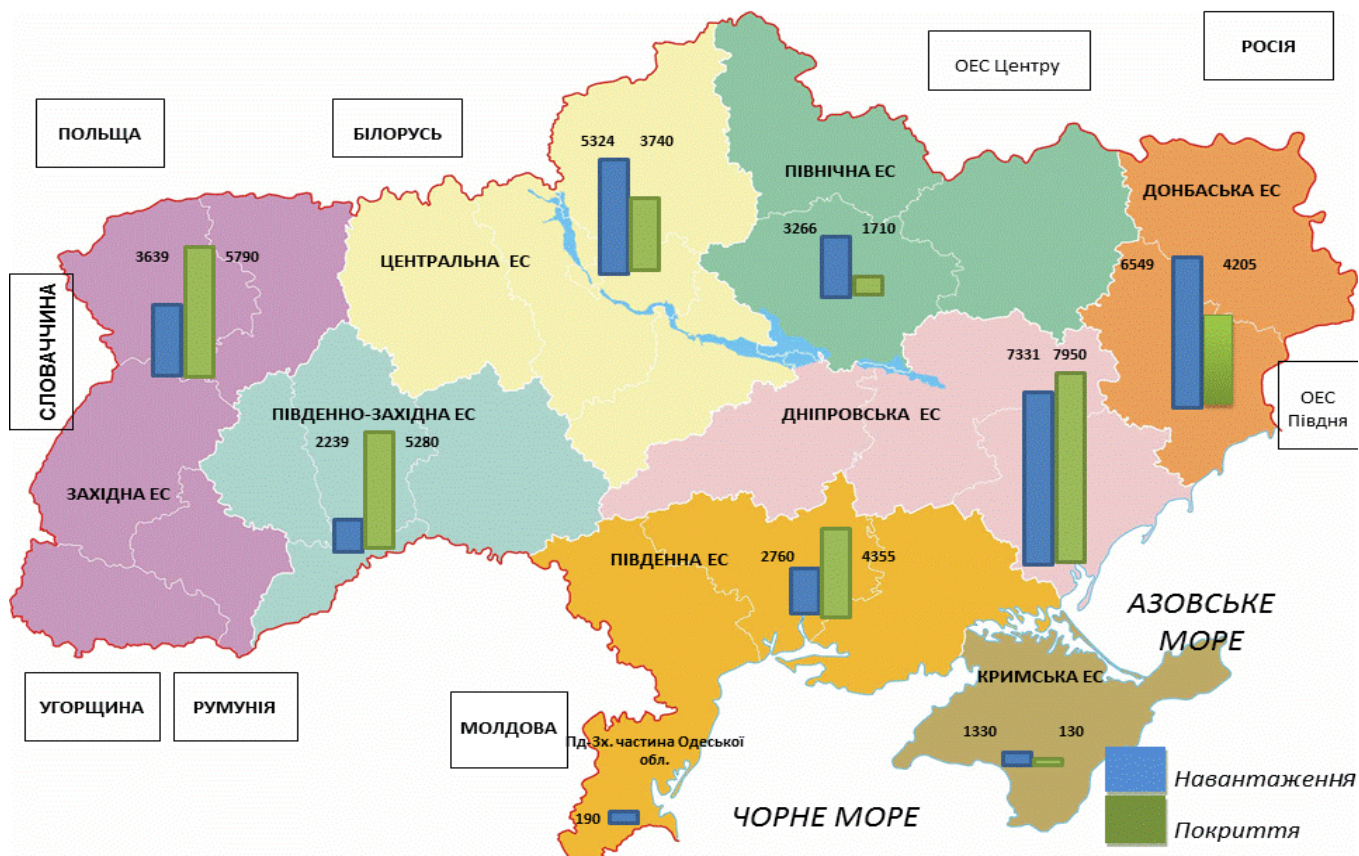 ПОЛЬЩА
БІЛОРУСЬ
ОЕС Центру
РОСІЯ
5324 3740
ПІВНІЧНА ЕС
3266 1710
ДОНБАСЬКА ЕС
6549 4205
3639 5790
ЦЕНТРАЛЬНА ЕС
СЛОВАЧЧИНА
7331 7950
ОЕС
Півдня
ПІВДЕННО-ЗАХІДНА ЕС
2239 5280
ДНІПРОВСЬКА ЕС
ЗАХІДНА ЕС
ПІВДЕННА ЕС
2760 4355
АЗОВСЬКЕ
МОРЕ
КРИМСЬКА ЕС
1330 130
УГОРЩИНА
РУМУНІЯ
МОЛДОВА
Пд-Зх. частина Одеської
обл.
190
ЧОРНЕ МОРЕ
Навантаження
Покриття